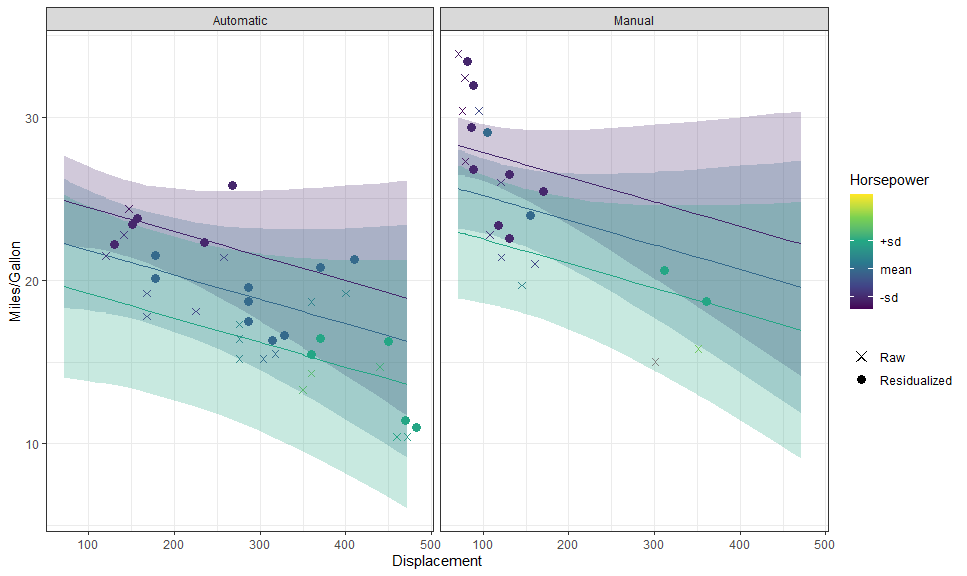 Automatic
Manual
Miles/Gallon
30
20
10
100
200
300
400
500
100
200
300
400
500
Displacement
Horsepower
+sd
mean
-sd
Raw
Residualized